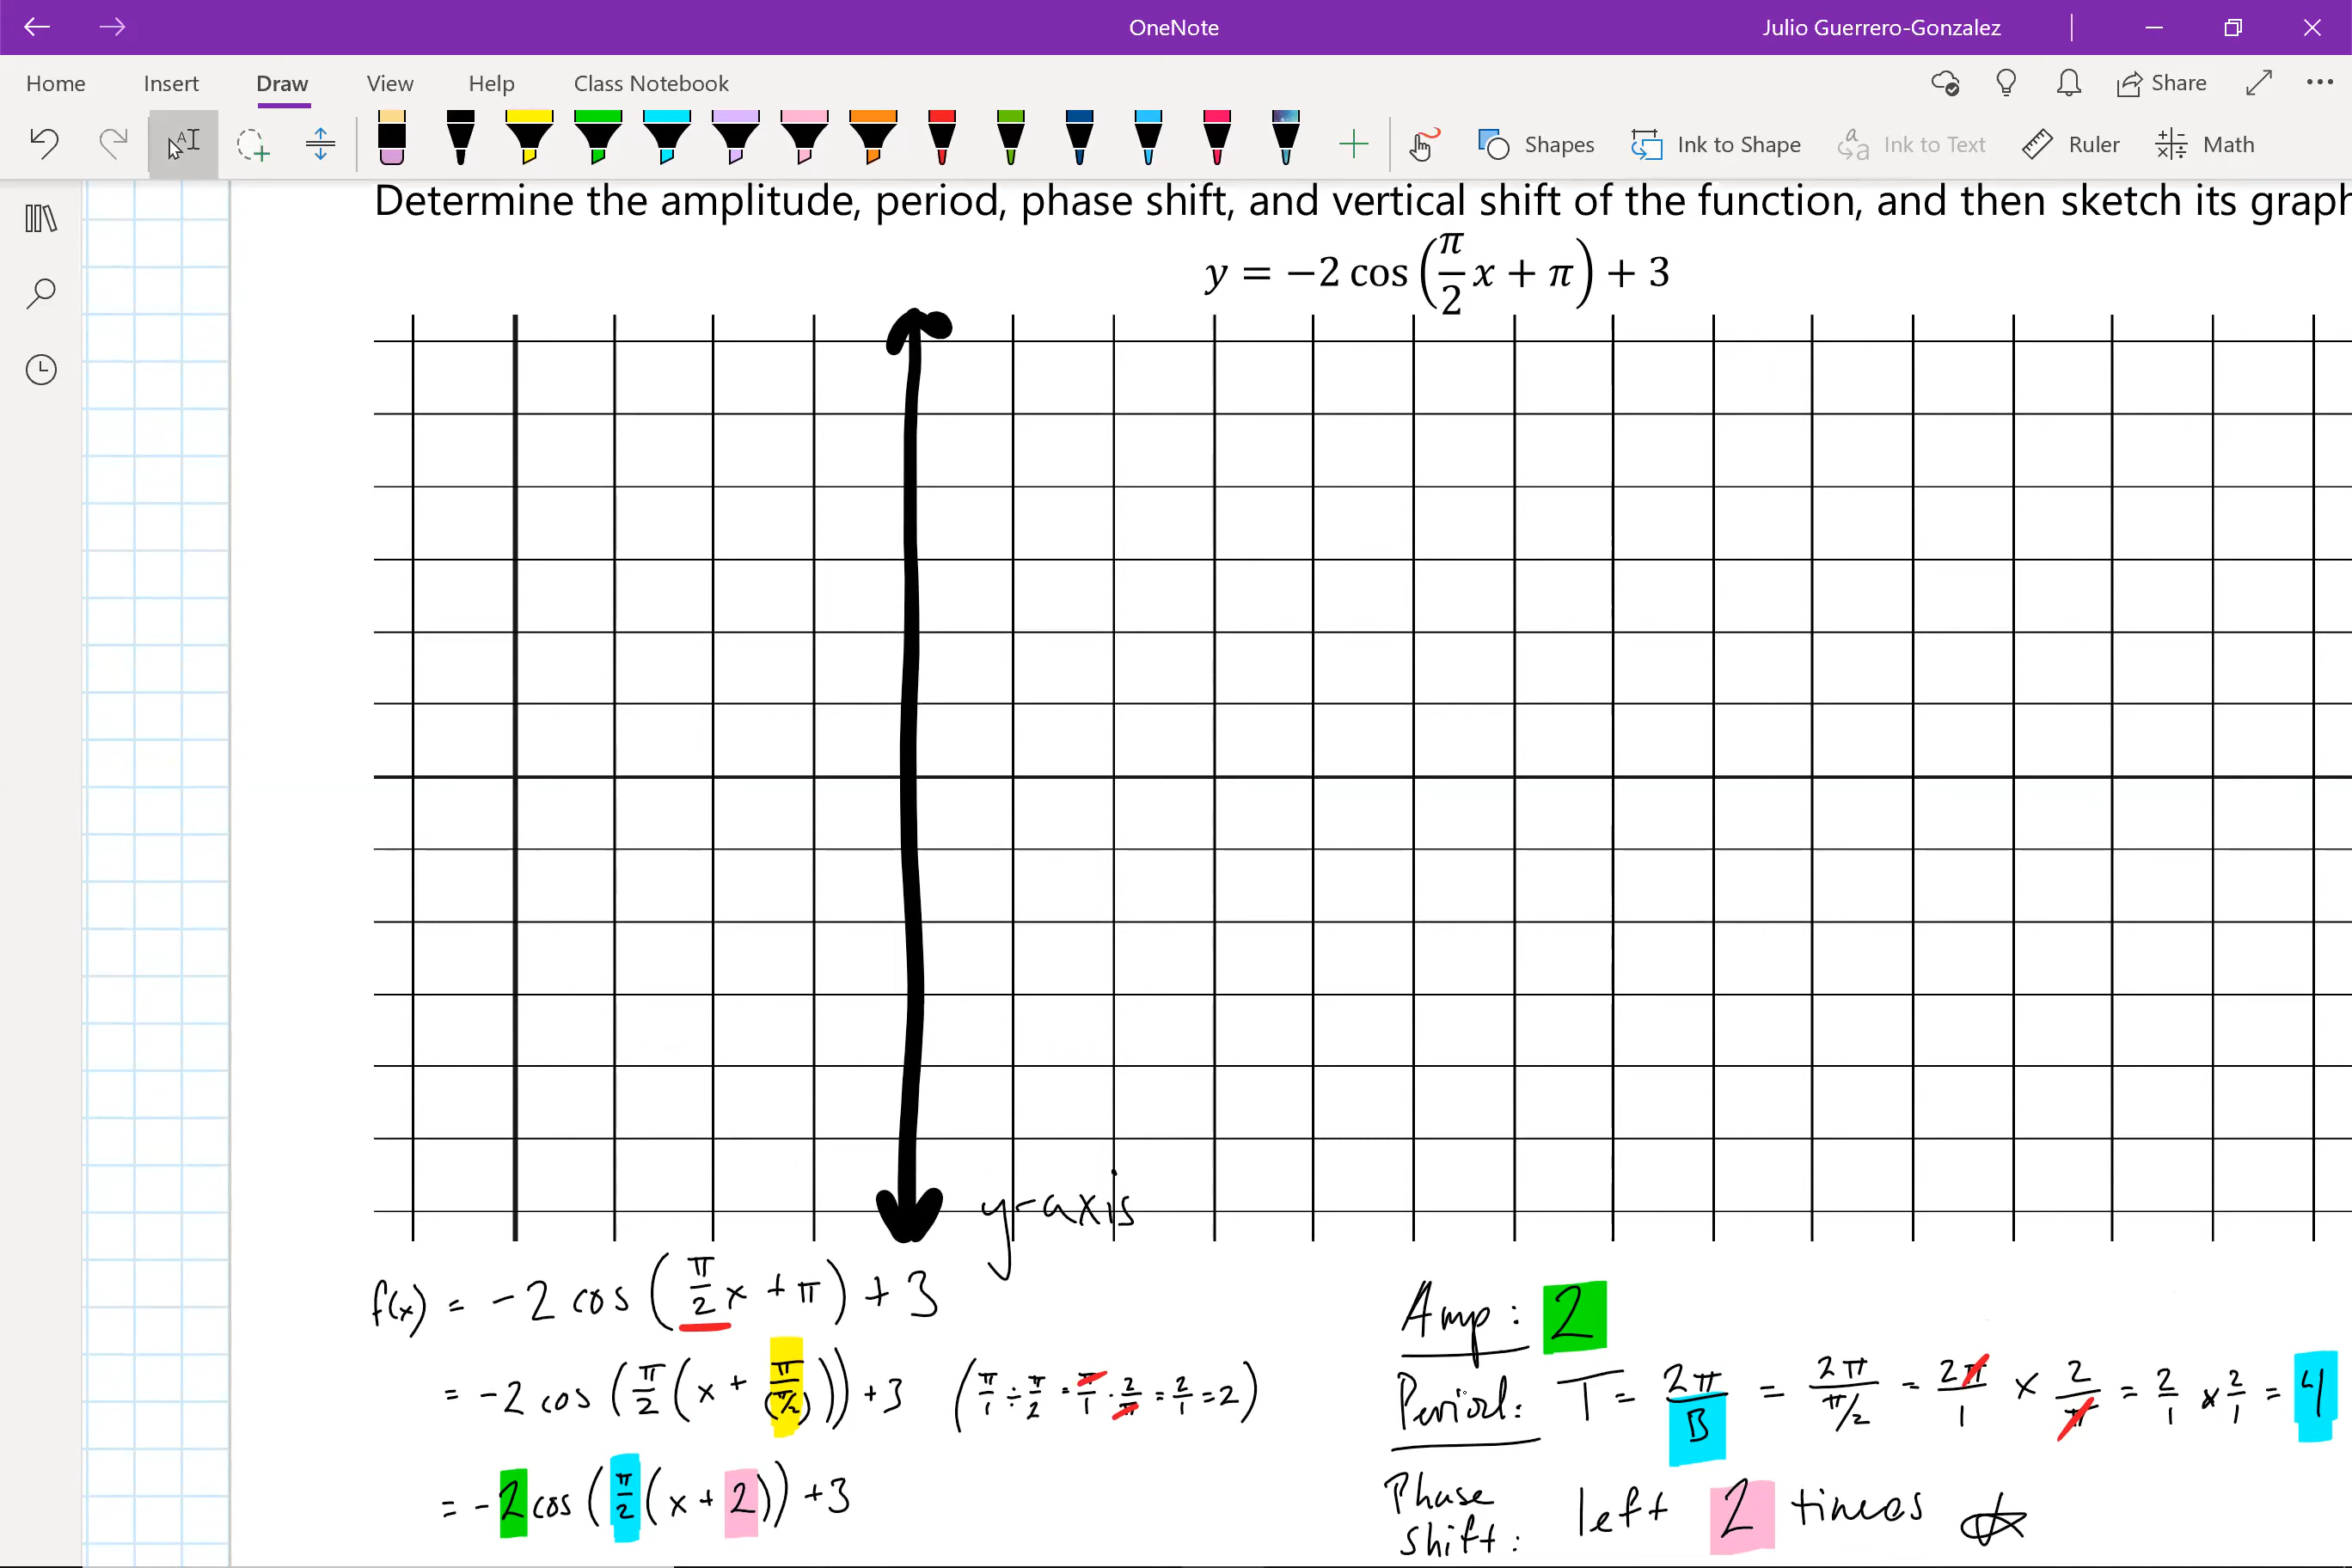 OneNote
Julio Guerrero-Gonzalez
Home Insert Draw View Help Class Notebook Share
Shapes Ink to Shape Ink to Text Ruler Math
Determine the amplitude, period, phase shift, and vertical shift of the function, and then sketch its graph
y = −2 cos (π/2 x + π) + 3
y-axis
f(x) = -2 cos (π/2 x + π) + 3
= -2 cos (π/2 (x + π/(π/2))) + 3 (π/1 ÷ π/2 = π/1 · 2/π = 2/1 = 2)
= -2 cos (π/2 (x + 2)) + 3
Amp: 2
Period: T = 2π/B = 2π/π/2 = 2π/1 × 2/π = 2/1 × 2/1 = 4
Phase shift: left 2 times